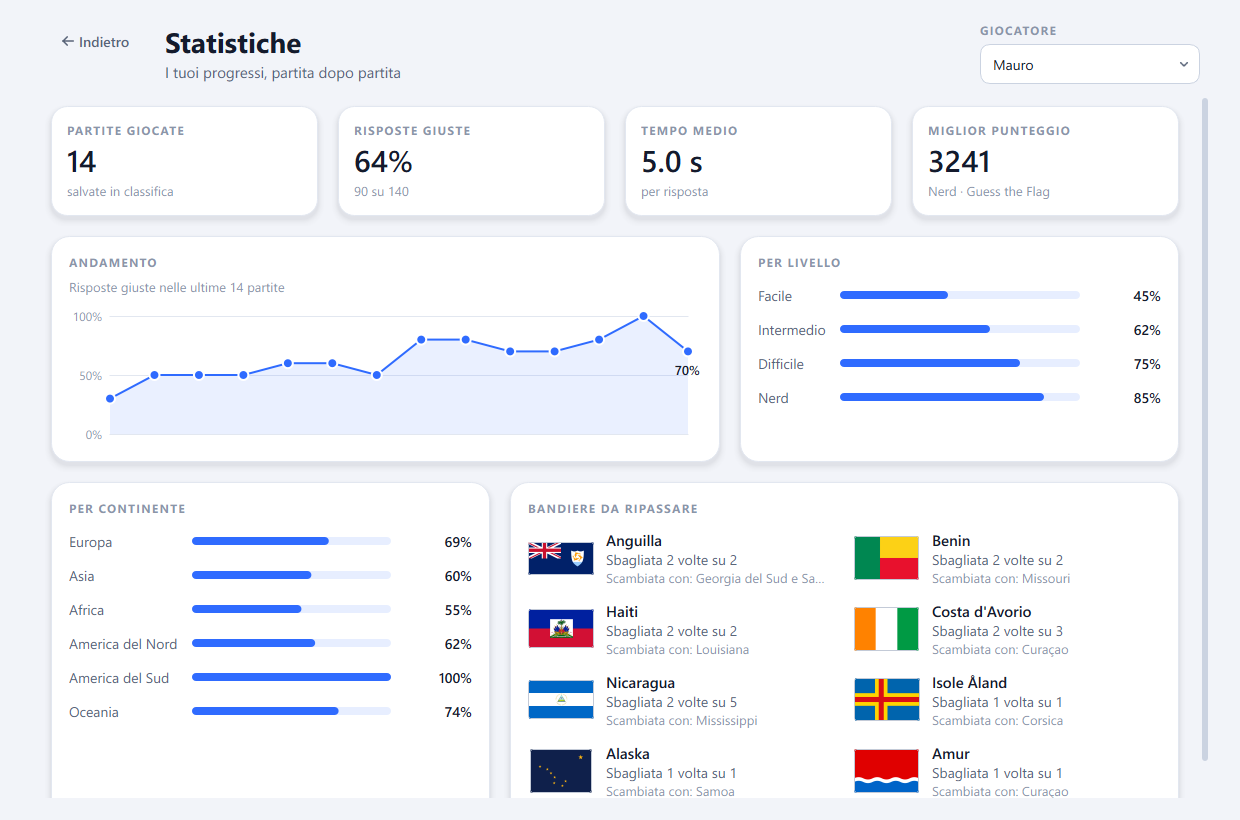 ← Indietro
Statistiche
I tuoi progressi, partita dopo partita
GIOCATORE
Mauro
PARTITE GIOCATE
14
salvate in classifica
RISPOSTE GIUSTE
64%
90 su 140
TEMPO MEDIO
5.0 s
per risposta
MIGLIOR PUNTEGGIO
3241
Nerd · Guess the Flag
ANDAMENTO
Risposte giuste nelle ultime 14 partite
100%
50%
0%
70%
PER LIVELLO
Facile 45%
Intermedio 62%
Difficile 75%
Nerd 85%
PER CONTINENTE
Europa 69%
Asia 60%
Africa 55%
America del Nord 62%
America del Sud 100%
Oceania 74%
BANDIERE DA RIPASSARE
Anguilla
Sbagliata 2 volte su 2
Scambiata con: Georgia del Sud e Sa...
Benin
Sbagliata 2 volte su 2
Scambiata con: Missouri
Haiti
Sbagliata 2 volte su 2
Scambiata con: Louisiana
Costa d'Avorio
Sbagliata 2 volte su 3
Scambiata con: Curaçao
Nicaragua
Sbagliata 2 volte su 5
Scambiata con: Mississippi
Isole Åland
Sbagliata 1 volta su 1
Scambiata con: Corsica
Alaska
Sbagliata 1 volta su 1
Scambiata con: Samoa
Amur
Sbagliata 1 volta su 1
Scambiata con: Curaçao